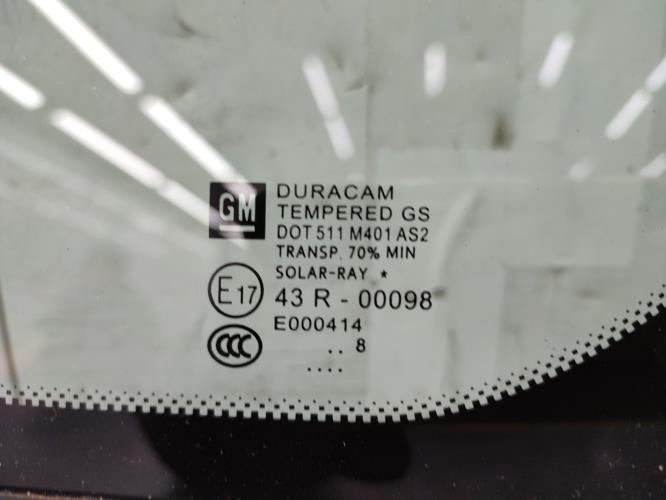 GM DURACAM
TEMPERED GS
DOT 511 M401 AS2
TRANSP. 70% MIN
SOLAR-RAY *
E17 43 R - 00098
E000414
CCC .. 8
....